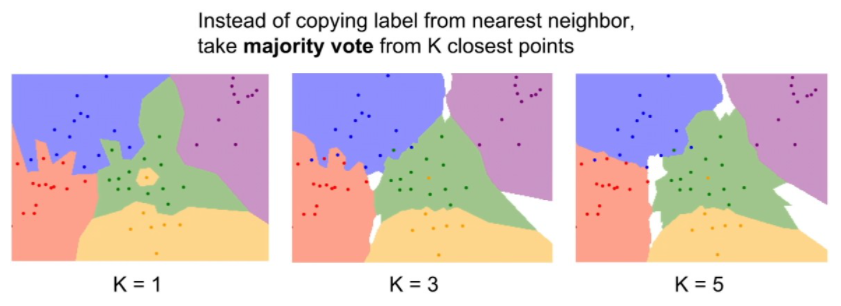 Instead of copying label from nearest neighbor,
take majority vote from K closest points
K = 1
K = 3
K = 5